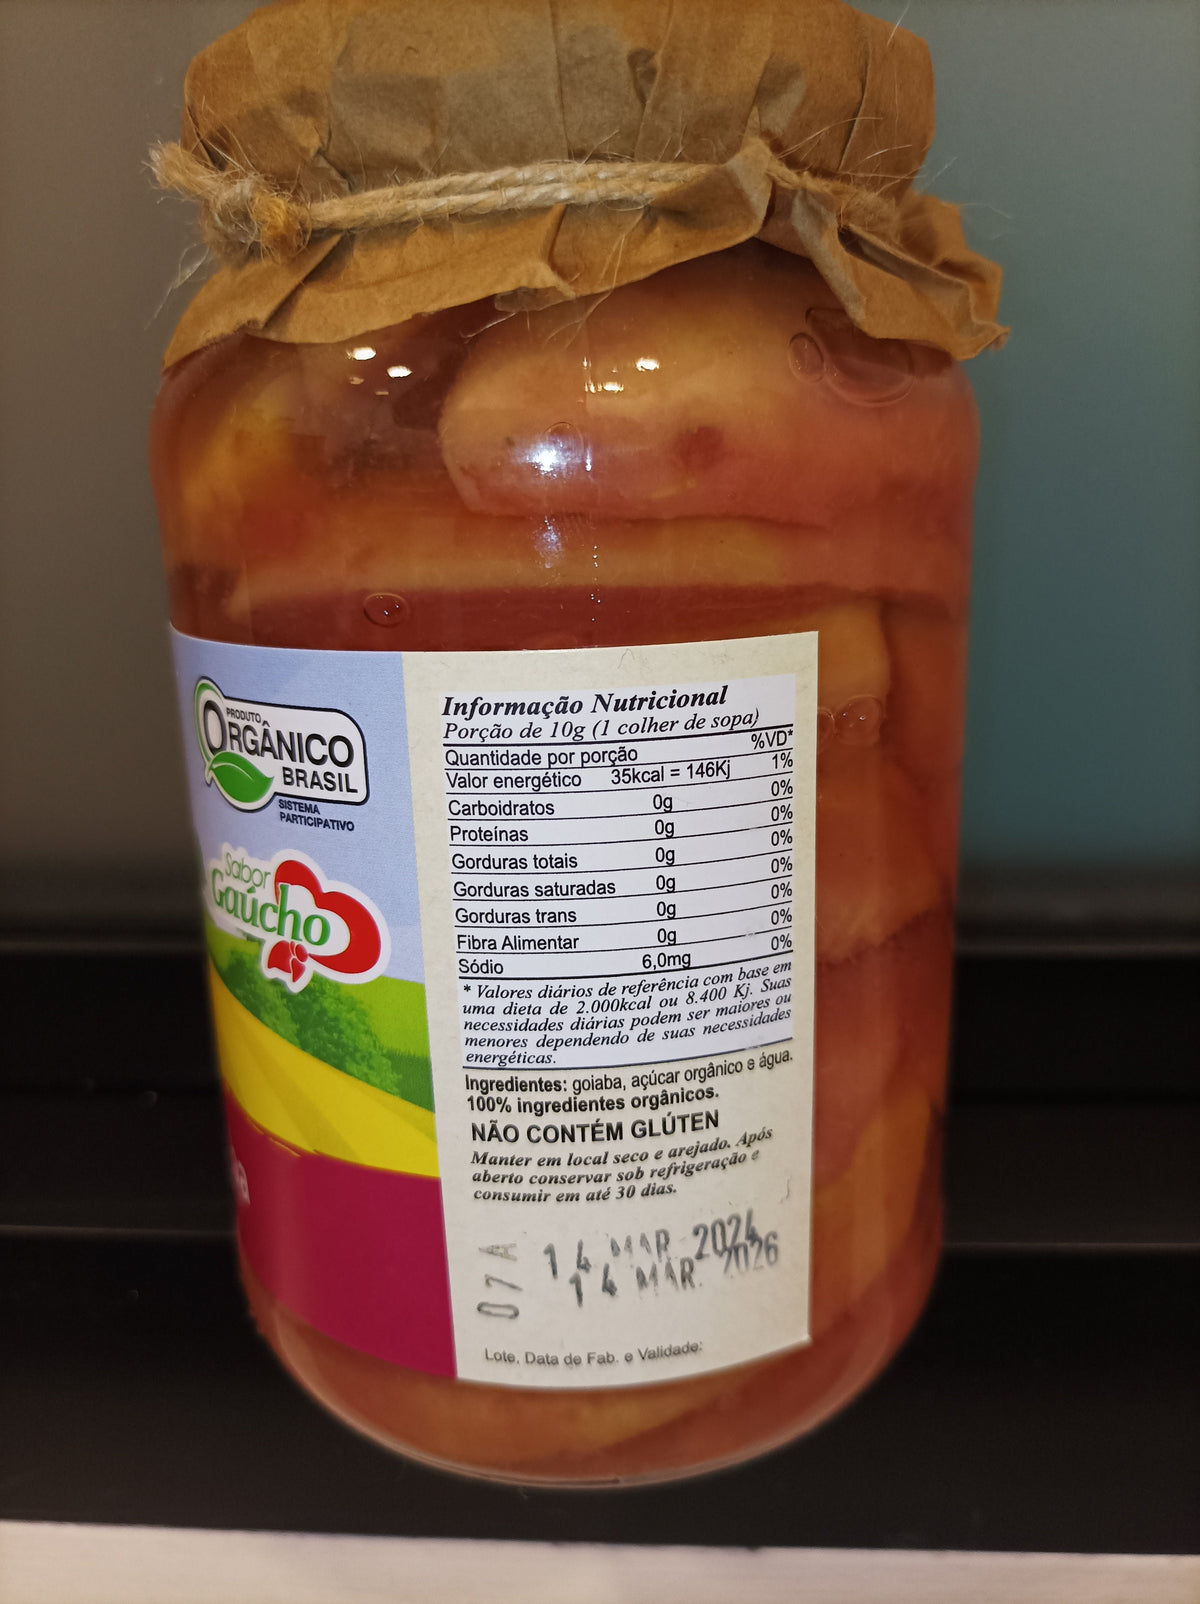 PRODUTO
ORGÂNICO
BRASIL
SISTEMA
PARTICIPATIVO
Sabor
Gaúcho
Informação Nutricional
Porção de 10g (1 colher de sopa)
Quantidade por porção %VD*
Valor energético 35kcal = 146Kj 1%
Carboidratos 0g 0%
Proteínas 0g 0%
Gorduras totais 0g 0%
Gorduras saturadas 0g 0%
Gorduras trans 0g 0%
Fibra Alimentar 0g 0%
Sódio 6,0mg 0%
* Valores diários de referência com base em
uma dieta de 2.000kcal ou 8.400 Kj. Suas
necessidades diárias podem ser maiores ou
menores dependendo de suas necessidades
energéticas.
Ingredientes: goiaba, açúcar orgânico e água.
100% ingredientes orgânicos.
NÃO CONTÉM GLÚTEN
Manter em local seco e arejado. Após
aberto conservar sob refrigeração e
consumir em até 30 dias.
07A
14 MAR 2024
14 MAR. 2026
Lote, Data de Fab. e Validade: